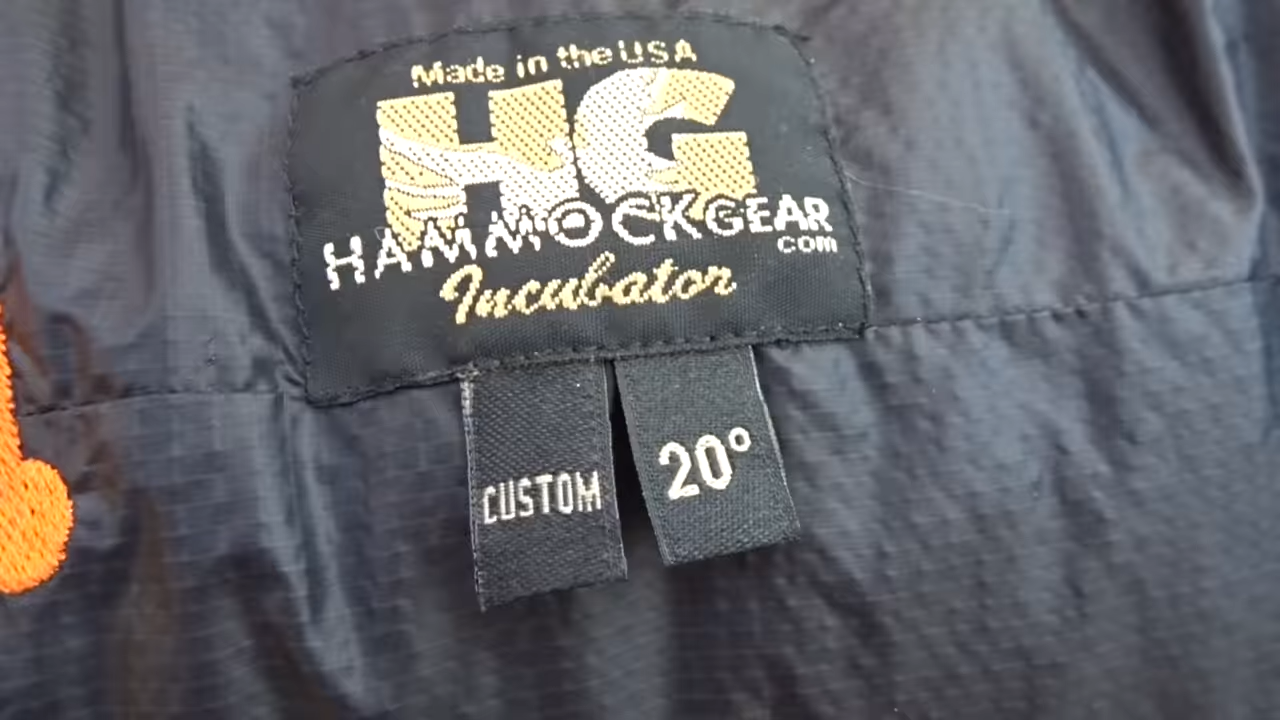 Made in the USA
HG
HAMMOCKGEAR
com
Incubator
CUSTOM
20°